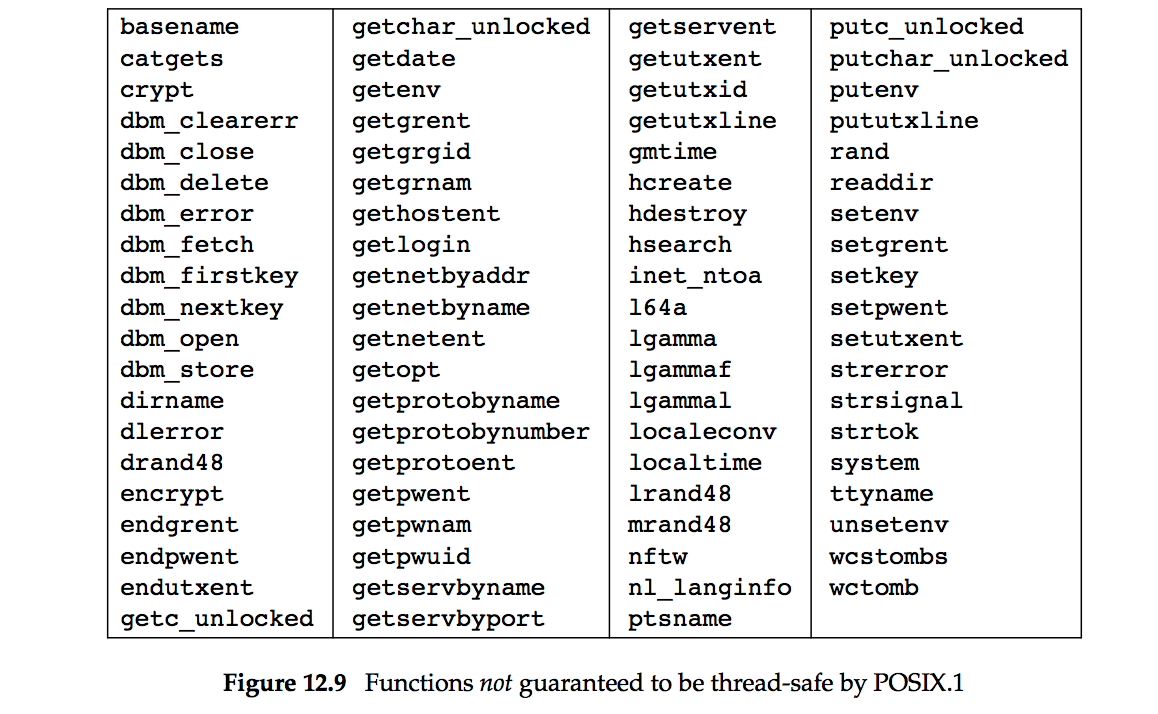 basename getchar_unlocked getservent putc_unlocked
catgets getdate getutxent putchar_unlocked
crypt getenv getutxid putenv
dbm_clearerr getgrent getutxline pututxline
dbm_close getgrgid gmtime rand
dbm_delete getgrnam hcreate readdir
dbm_error gethostent hdestroy setenv
dbm_fetch getlogin hsearch setgrent
dbm_firstkey getnetbyaddr inet_ntoa setkey
dbm_nextkey getnetbyname l64a setpwent
dbm_open getnetent lgamma setutxent
dbm_store getopt lgammaf strerror
dirname getprotobyname lgammal strsignal
dlerror getprotobynumber localeconv strtok
drand48 getprotoent localtime system
encrypt getpwent lrand48 ttyname
endgrent getpwnam mrand48 unsetenv
endpwent getpwuid nftw wcstombs
endutxent getservbyname nl_langinfo wctomb
getc_unlocked getservbyport ptsname
Figure 12.9 Functions not guaranteed to be thread-safe by POSIX.1